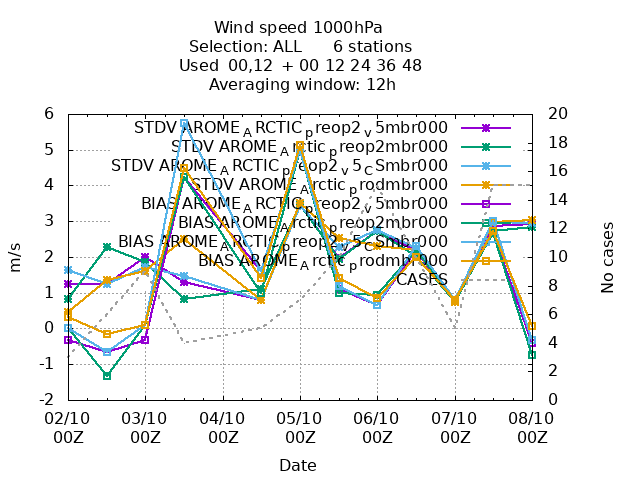 Wind speed 1000hPa
Selection: ALL      6 stations
Used  00,12  + 00 12 24 36 48
Averaging window: 12h
6
5
4
3
2
1
0
-1
-2
20
18
16
14
12
10
8
6
4
2
0
STDV AROME_ARCTIC_preop2_v5mbr000
STDV AROME_Arctic_preop2mbr000
STDV AROME_ARCTIC_preop2_v5_CSmbr000
STDV AROME_Arctic_prodmbr000
BIAS AROME_ARCTIC_preop2_v5mbr000
BIAS AROME_Arctic_preop2mbr000
BIAS AROME_ARCTIC_preop2_v5_CSmbr000
BIAS AROME_Arctic_prodmbr000
CASES
m/s
No cases
02/10 03/10 04/10 05/10 06/10 07/10 08/10
00Z 00Z 00Z 00Z 00Z 00Z 00Z
Date